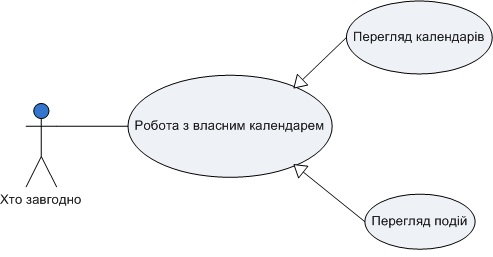 Перегляд календарів
Робота з власним календарем
Хто завгодно
Перегляд подій